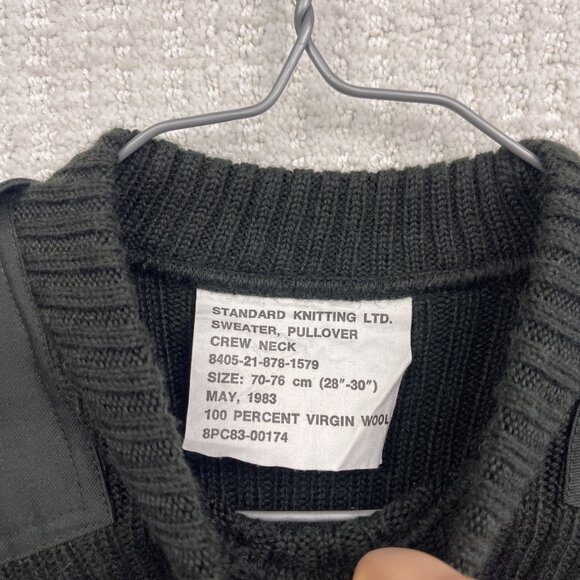 STANDARD KNITTING LTD.
SWEATER, PULLOVER
CREW NECK
8405-21-878-1579
SIZE: 70-76 cm (28"-30")
MAY, 1983
100 PERCENT VIRGIN WOOL
8PC83-00174